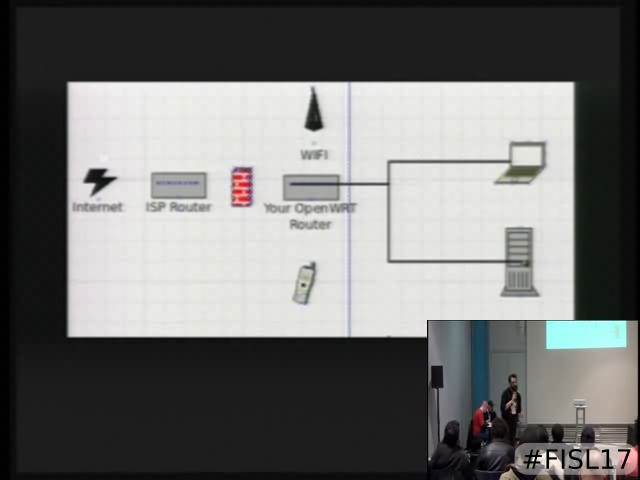 WIFI
Internet
ISP Router
Your OpenWRT
Router
#FISL17